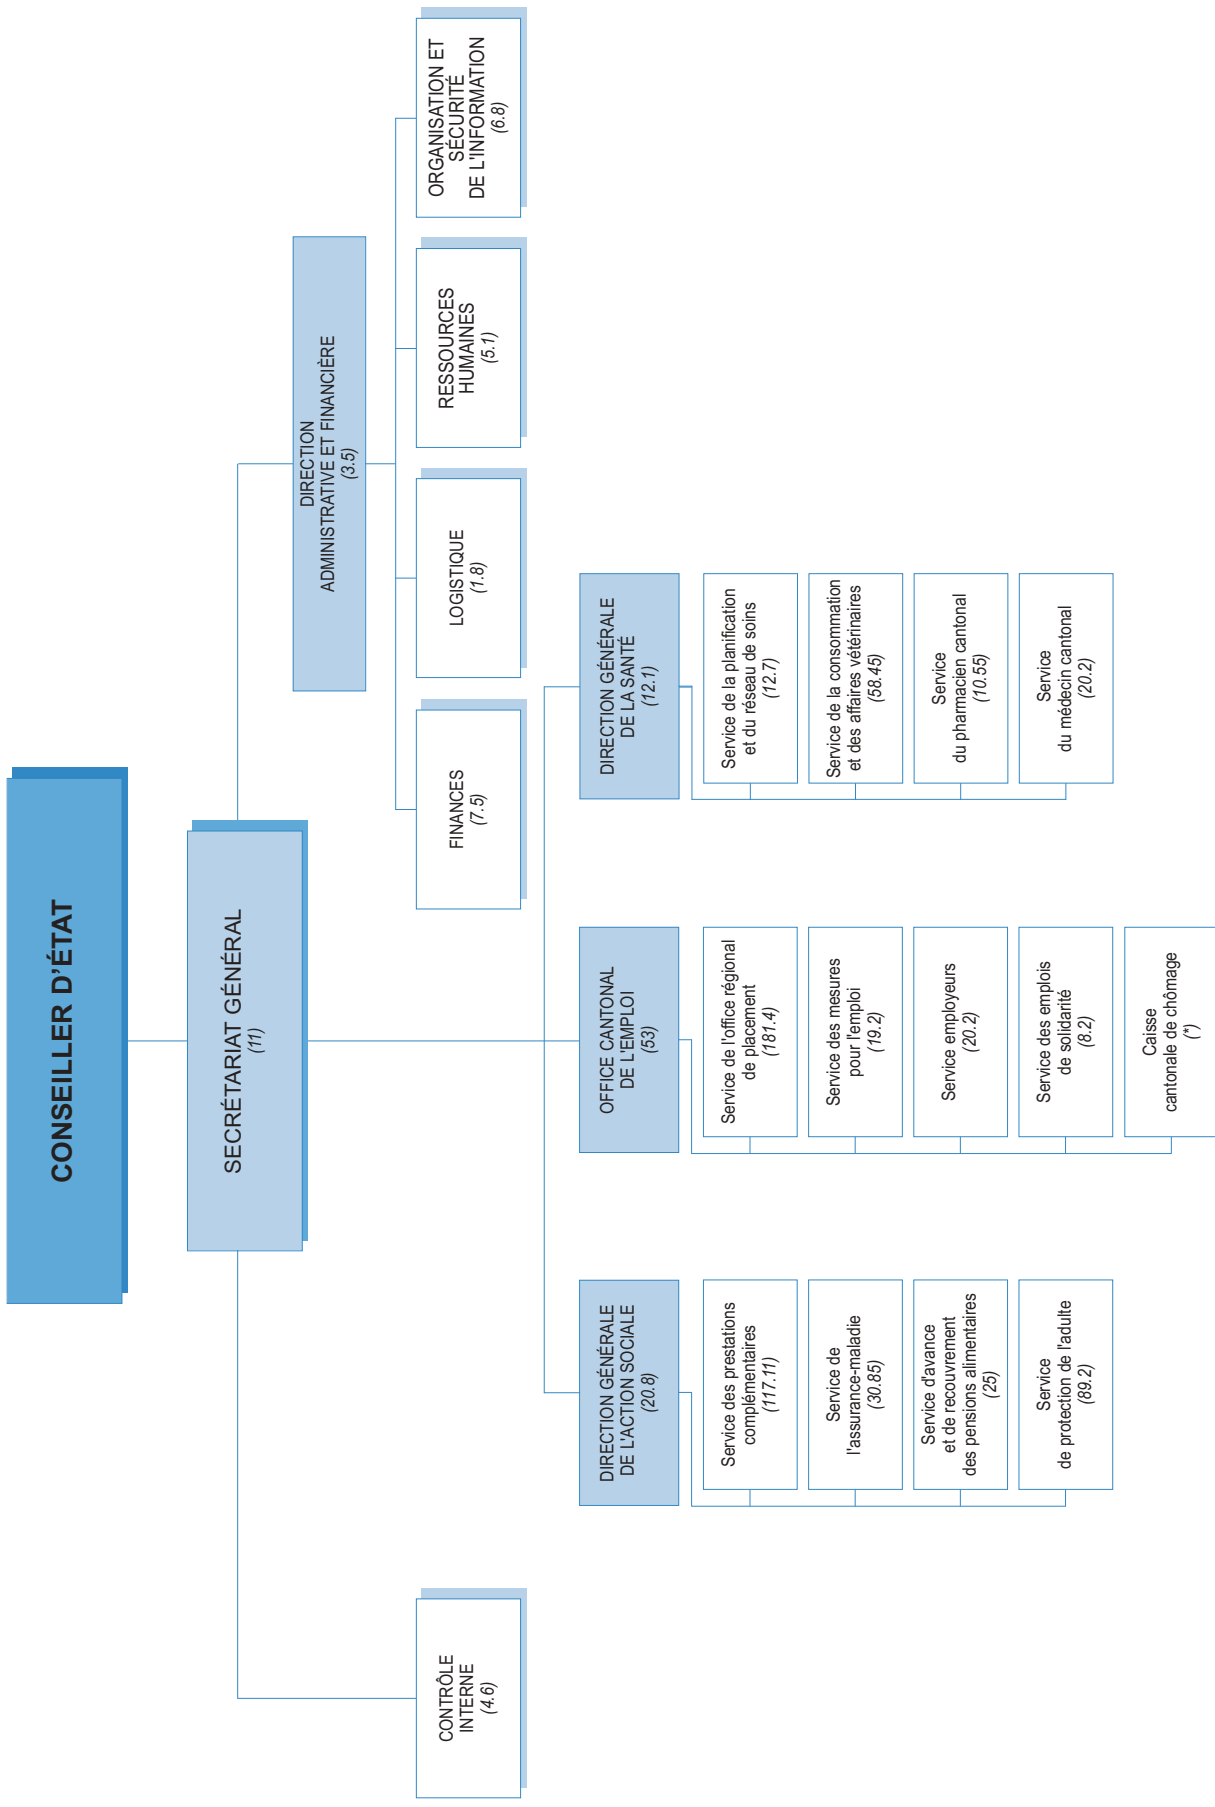 CONSEILLER D'ÉTAT
SECRÉTARIAT GÉNÉRAL
(11)
CONTRÔLE
INTERNE
(4.6)
DIRECTION
ADMINISTRATIVE ET FINANCIÈRE
(3.5)
FINANCES
(7.5)
LOGISTIQUE
(1.8)
RESSOURCES
HUMAINES
(5.1)
ORGANISATION ET
SÉCURITÉ
DE L'INFORMATION
(6.8)
DIRECTION GÉNÉRALE
DE L'ACTION SOCIALE
(20.8)
Service des prestations
complémentaires
(117.11)
Service de
l'assurance-maladie
(30.85)
Service d'avance
et de recouvrement
des pensions alimentaires
(25)
Service
de protection de l'adulte
(89.2)
OFFICE CANTONAL
DE L'EMPLOI
(53)
Service de l'office régional
de placement
(181.4)
Service des mesures
pour l'emploi
(19.2)
Service employeurs
(20.2)
Service des emplois
de solidarité
(8.2)
Caisse
cantonale de chômage
(*)
DIRECTION GÉNÉRALE
DE LA SANTÉ
(12.1)
Service de la planification
et du réseau de soins
(12.7)
Service de la consommation
et des affaires vétérinaires
(58.45)
Service
du pharmacien cantonal
(10.55)
Service
du médecin cantonal
(20.2)